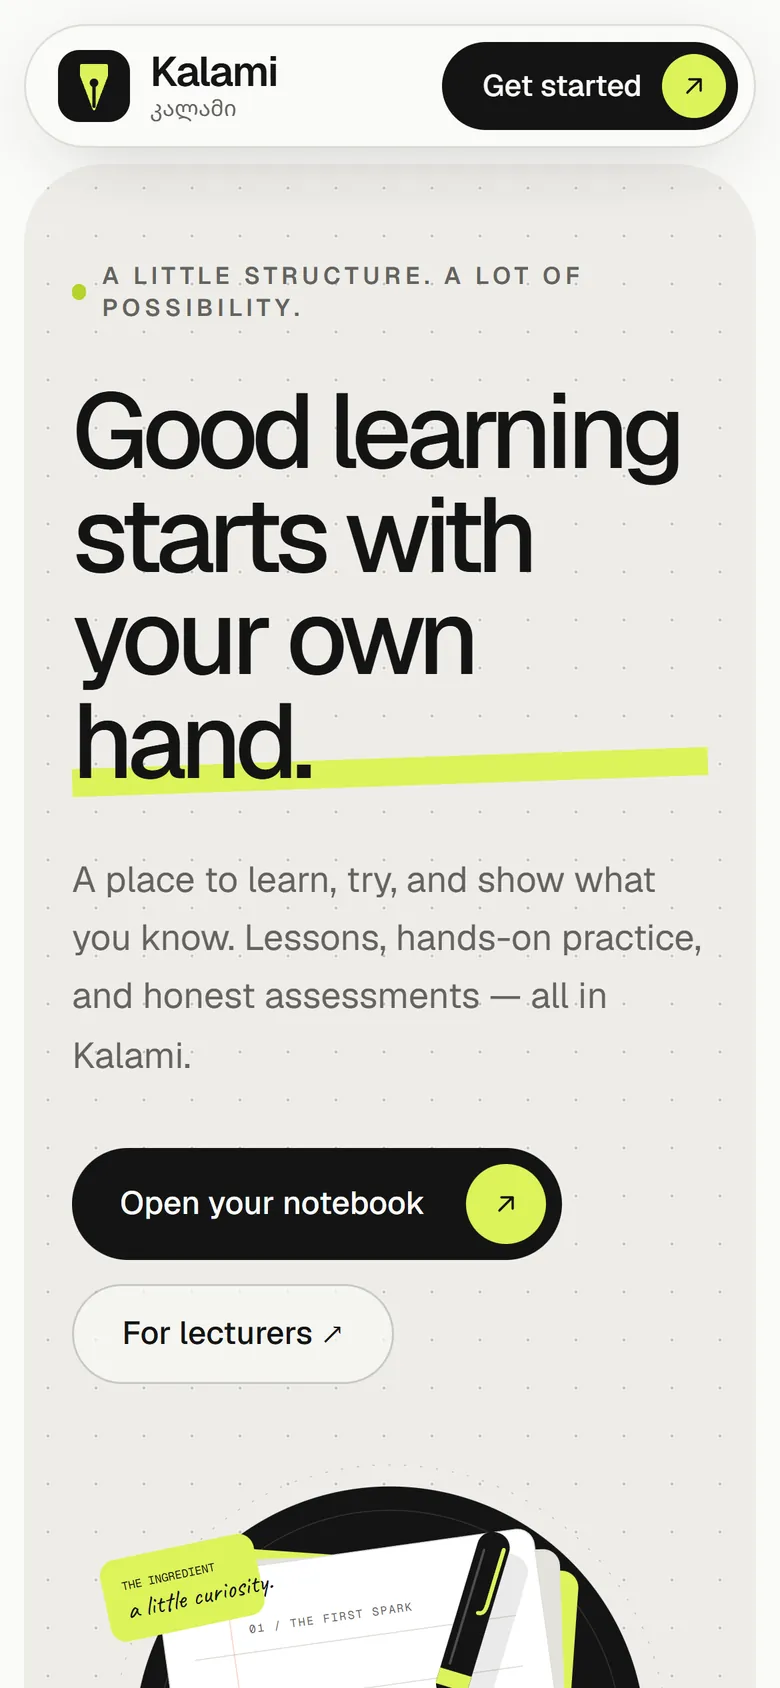 Kalami
კალამი
Get started
A LITTLE STRUCTURE. A LOT OF
POSSIBILITY.
Good learning
starts with
your own
hand.
A place to learn, try, and show what
you know. Lessons, hands-on practice,
and honest assessments — all in
Kalami.
Open your notebook
For lecturers ↗
THE INGREDIENT
a little curiosity.
01 / THE FIRST SPARK